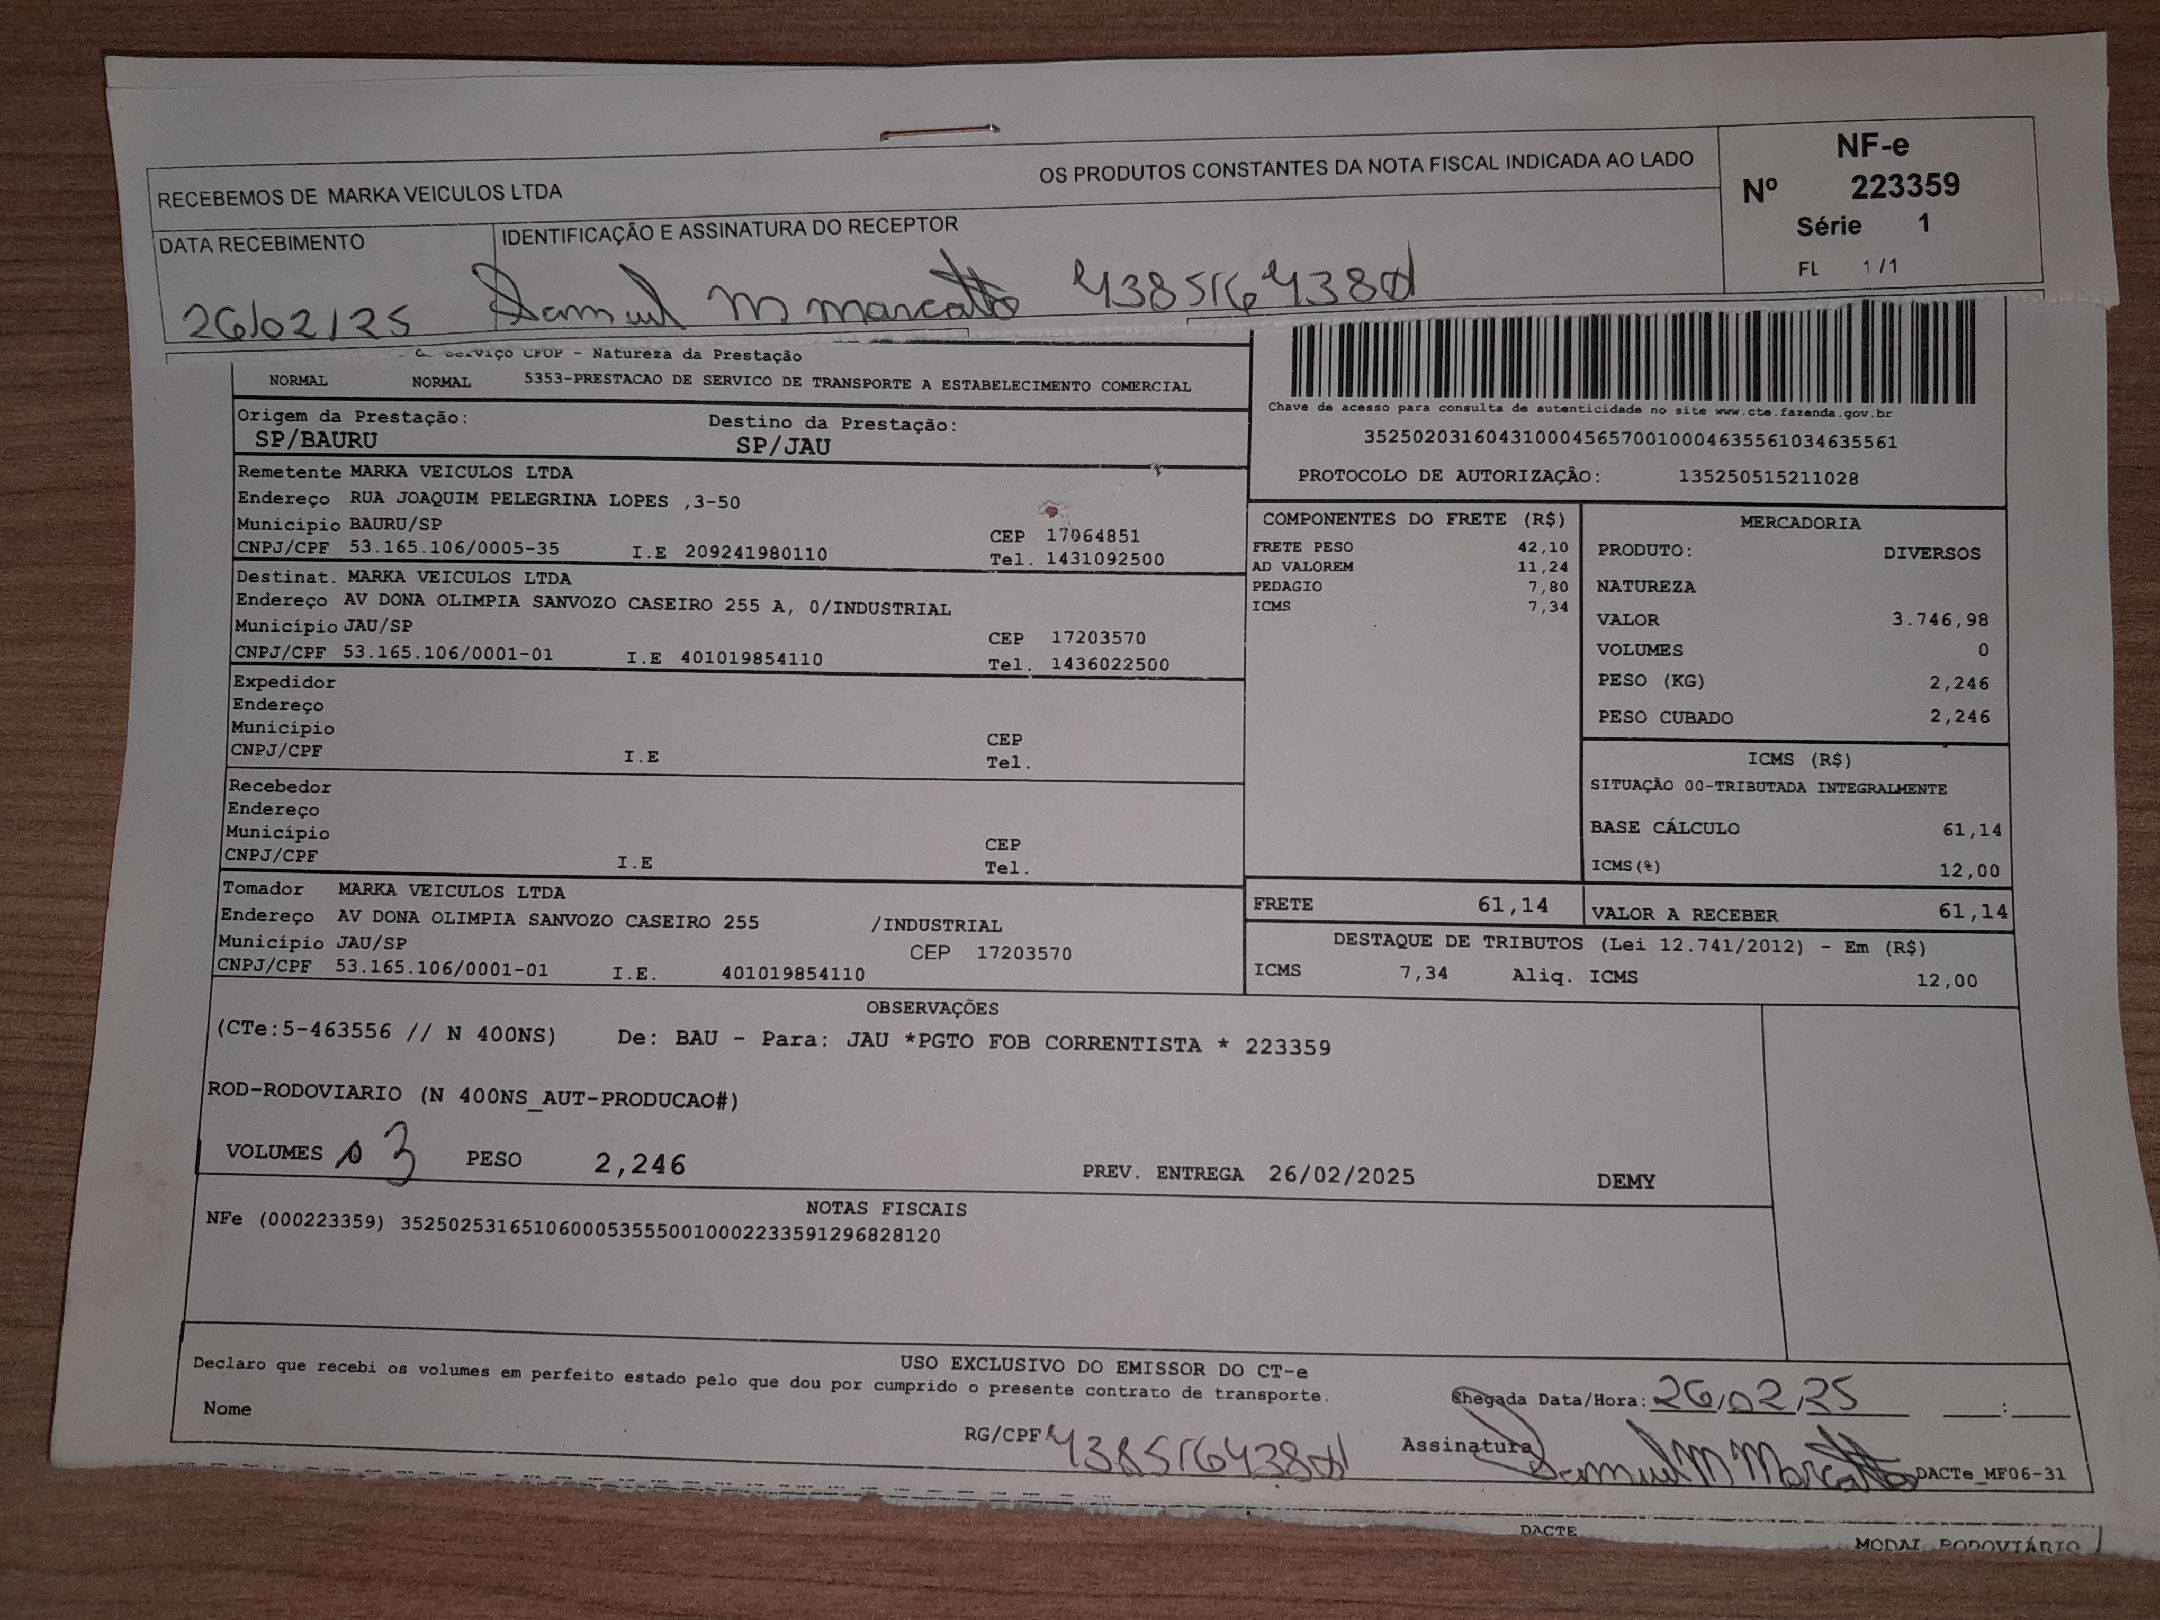 RECEBEMOS DE MARKA VEICULOS LTDA OS PRODUTOS CONSTANTES DA NOTA FISCAL INDICADA AO LADO
NF-e
Nº 223359
Série 1
FL 1/1
DATA RECEBIMENTO IDENTIFICAÇÃO E ASSINATURA DO RECEPTOR
26/02/25 Samuel M Marcatto
Serviço CFOP - Natureza da Prestação
NORMAL NORMAL 5353-PRESTACAO DE SERVICO DE TRANSPORTE A ESTABELECIMENTO COMERCIAL
Origem da Prestação: Destino da Prestação:
SP/BAURU SP/JAU
Chave de acesso para consulta de autenticidade no site www.cte.fazenda.gov.br
35250203160431000456570010004635561034635561
PROTOCOLO DE AUTORIZAÇÃO: 135250515211028
Remetente MARKA VEICULOS LTDA
Endereço RUA JOAQUIM PELEGRINA LOPES ,3-50
Município BAURU/SP CEP 17064851
CNPJ/CPF 53.165.106/0005-35 I.E 209241980110 Tel. 1431092500
Destinat. MARKA VEICULOS LTDA
Endereço AV DONA OLIMPIA SANVOZO CASEIRO 255 A, 0/INDUSTRIAL
Município JAU/SP CEP 17203570
CNPJ/CPF 53.165.106/0001-01 I.E 401019854110 Tel. 1436022500
Expedidor
Endereço
Município CEP
CNPJ/CPF I.E Tel.
Recebedor
Endereço
Município CEP
CNPJ/CPF I.E Tel.
Tomador MARKA VEICULOS LTDA
Endereço AV DONA OLIMPIA SANVOZO CASEIRO 255 /INDUSTRIAL
Município JAU/SP CEP 17203570
CNPJ/CPF 53.165.106/0001-01 I.E. 401019854110
COMPONENTES DO FRETE (R$)
FRETE PESO 42,10
AD VALOREM 11,24
PEDAGIO 7,80
ICMS 7,34
MERCADORIA
PRODUTO: DIVERSOS
NATUREZA
VALOR 3.746,98
VOLUMES 0
PESO (KG) 2,246
PESO CUBADO 2,246
ICMS (R$)
SITUAÇÃO 00-TRIBUTADA INTEGRALMENTE
BASE CÁLCULO 61,14
ICMS(%) 12,00
FRETE 61,14 VALOR A RECEBER 61,14
DESTAQUE DE TRIBUTOS (Lei 12.741/2012) - Em (R$)
ICMS 7,34 Aliq. ICMS 12,00
OBSERVAÇÕES
(CTe:5-463556 // N 400NS) De: BAU - Para: JAU *PGTO FOB CORRENTISTA * 223359
ROD-RODOVIARIO (N 400NS_AUT-PRODUCAO#)
VOLUMES 03 PESO 2,246 PREV. ENTREGA 26/02/2025 DEMY
NOTAS FISCAIS
NFe (000223359) 35250253165106000535550010002233591296828120
USO EXCLUSIVO DO EMISSOR DO CT-e
Declaro que recebi os volumes em perfeito estado pelo que dou por cumprido o presente contrato de transporte.
Chegada Data/Hora: 26/02/25 :
Nome
RG/CPF Assinatura Samuel M Marcatto DACTe_MF06-31
DACTE
MODAL RODOVIÁRIO